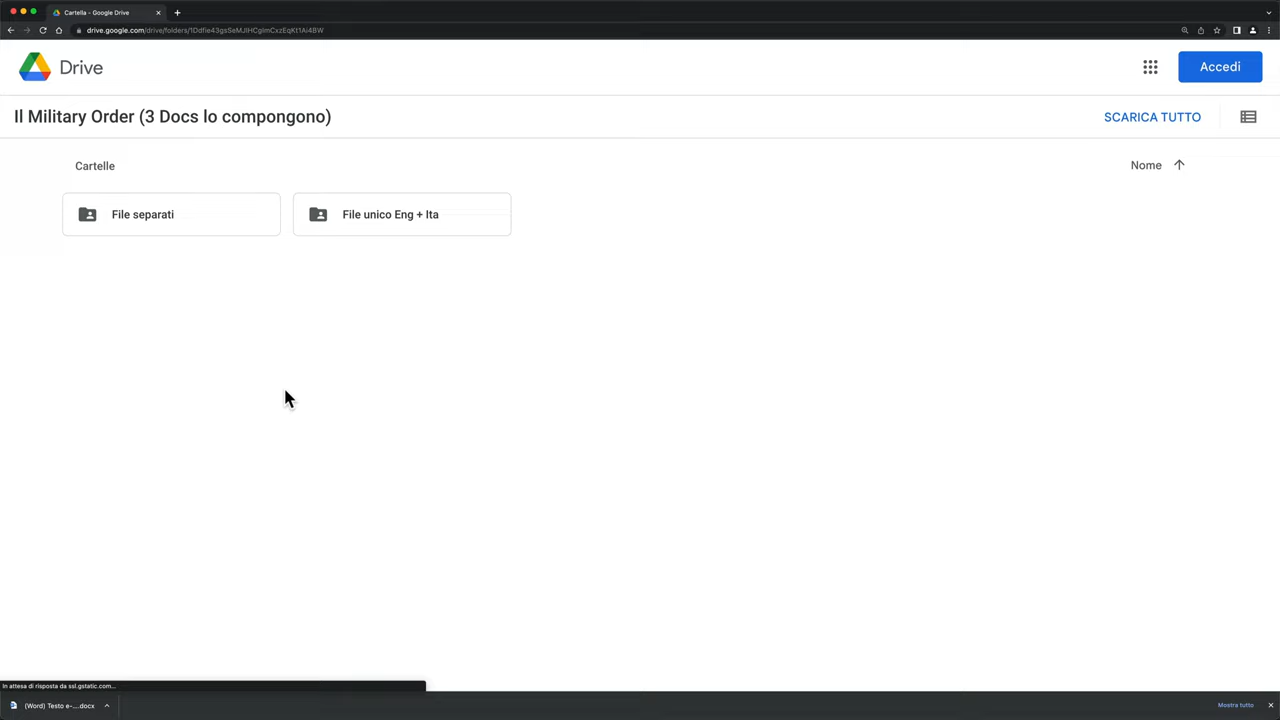 Cartella - Google Drive
drive.google.com/drive/folders/1Ddfie43gsSeMJIHCglmCxzEqKt1Ai4BW
Drive
Accedi
Il Military Order (3 Docs lo compongono)
SCARICA TUTTO
Cartelle
Nome
File separati
File unico Eng + Ita
In attesa di risposta da ssl.gstatic.com...
(Word) Testo e-....docx
Mostra tutto